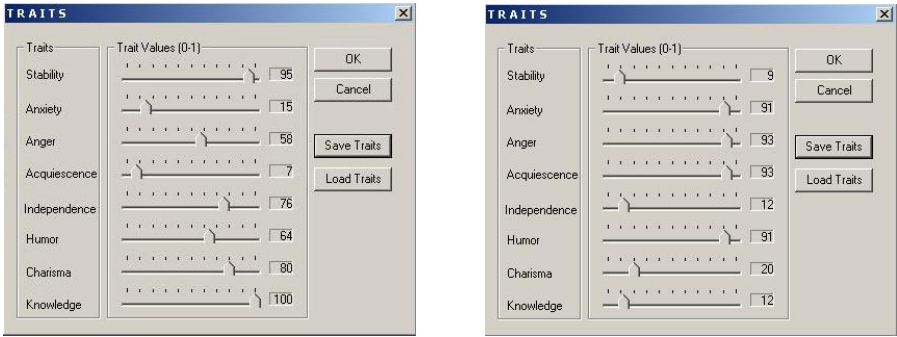 TRAITS
Traits
Trait Values (0-1)
Stability
95
Anxiety
15
Anger
58
Acquiescence
7
Independence
76
Humor
64
Charisma
80
Knowledge
100
OK
Cancel
Save Traits
Load Traits
TRAITS
Traits
Trait Values (0-1)
Stability
9
Anxiety
91
Anger
93
Acquiescence
93
Independence
12
Humor
91
Charisma
20
Knowledge
12
OK
Cancel
Save Traits
Load Traits